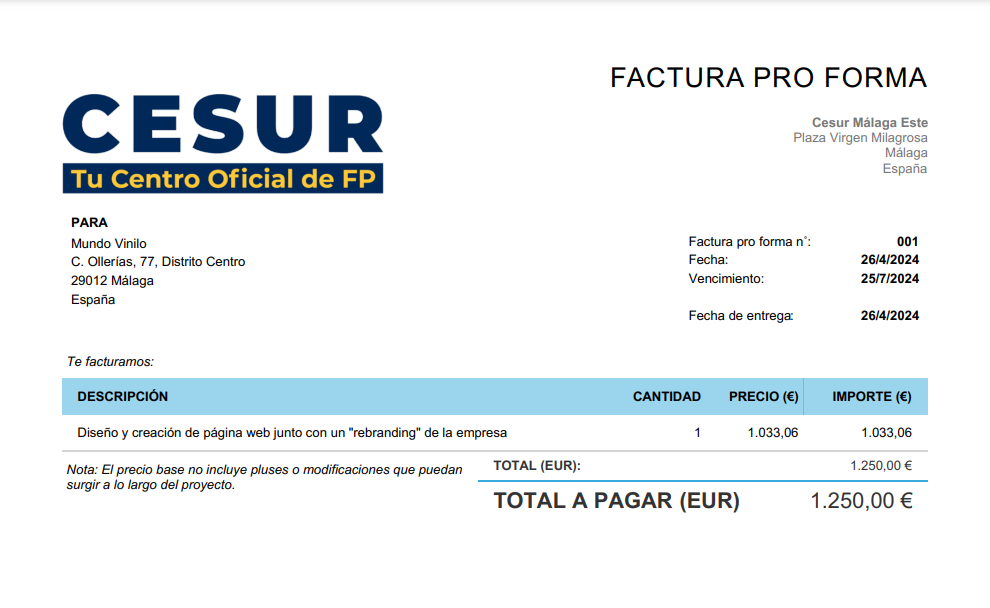 FACTURA PRO FORMA
CESUR
Tu Centro Oficial de FP
Cesur Málaga Este
Plaza Virgen Milagrosa
Málaga
España
PARA
Mundo Vinilo
C. Ollerías, 77, Distrito Centro
29012 Málaga
España
Factura pro forma n°: 001
Fecha: 26/4/2024
Vencimiento: 25/7/2024
Fecha de entrega: 26/4/2024
Te facturamos:
DESCRIPCIÓN CANTIDAD PRECIO (€) IMPORTE (€)
Diseño y creación de página web junto con un "rebranding" de la empresa 1 1.033,06 1.033,06
Nota: El precio base no incluye pluses o modificaciones que puedan
surgir a lo largo del proyecto.
TOTAL (EUR): 1.250,00 €
TOTAL A PAGAR (EUR) 1.250,00 €